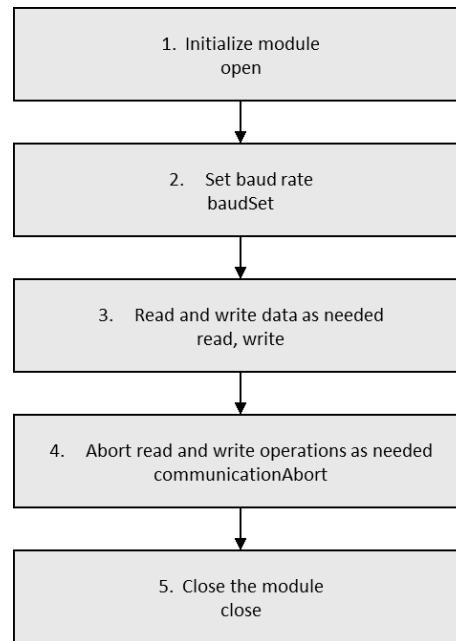 1. Initialize module
open
2. Set baud rate
baudSet
3. Read and write data as needed
read, write
4. Abort read and write operations as needed
communicationAbort
5. Close the module
close